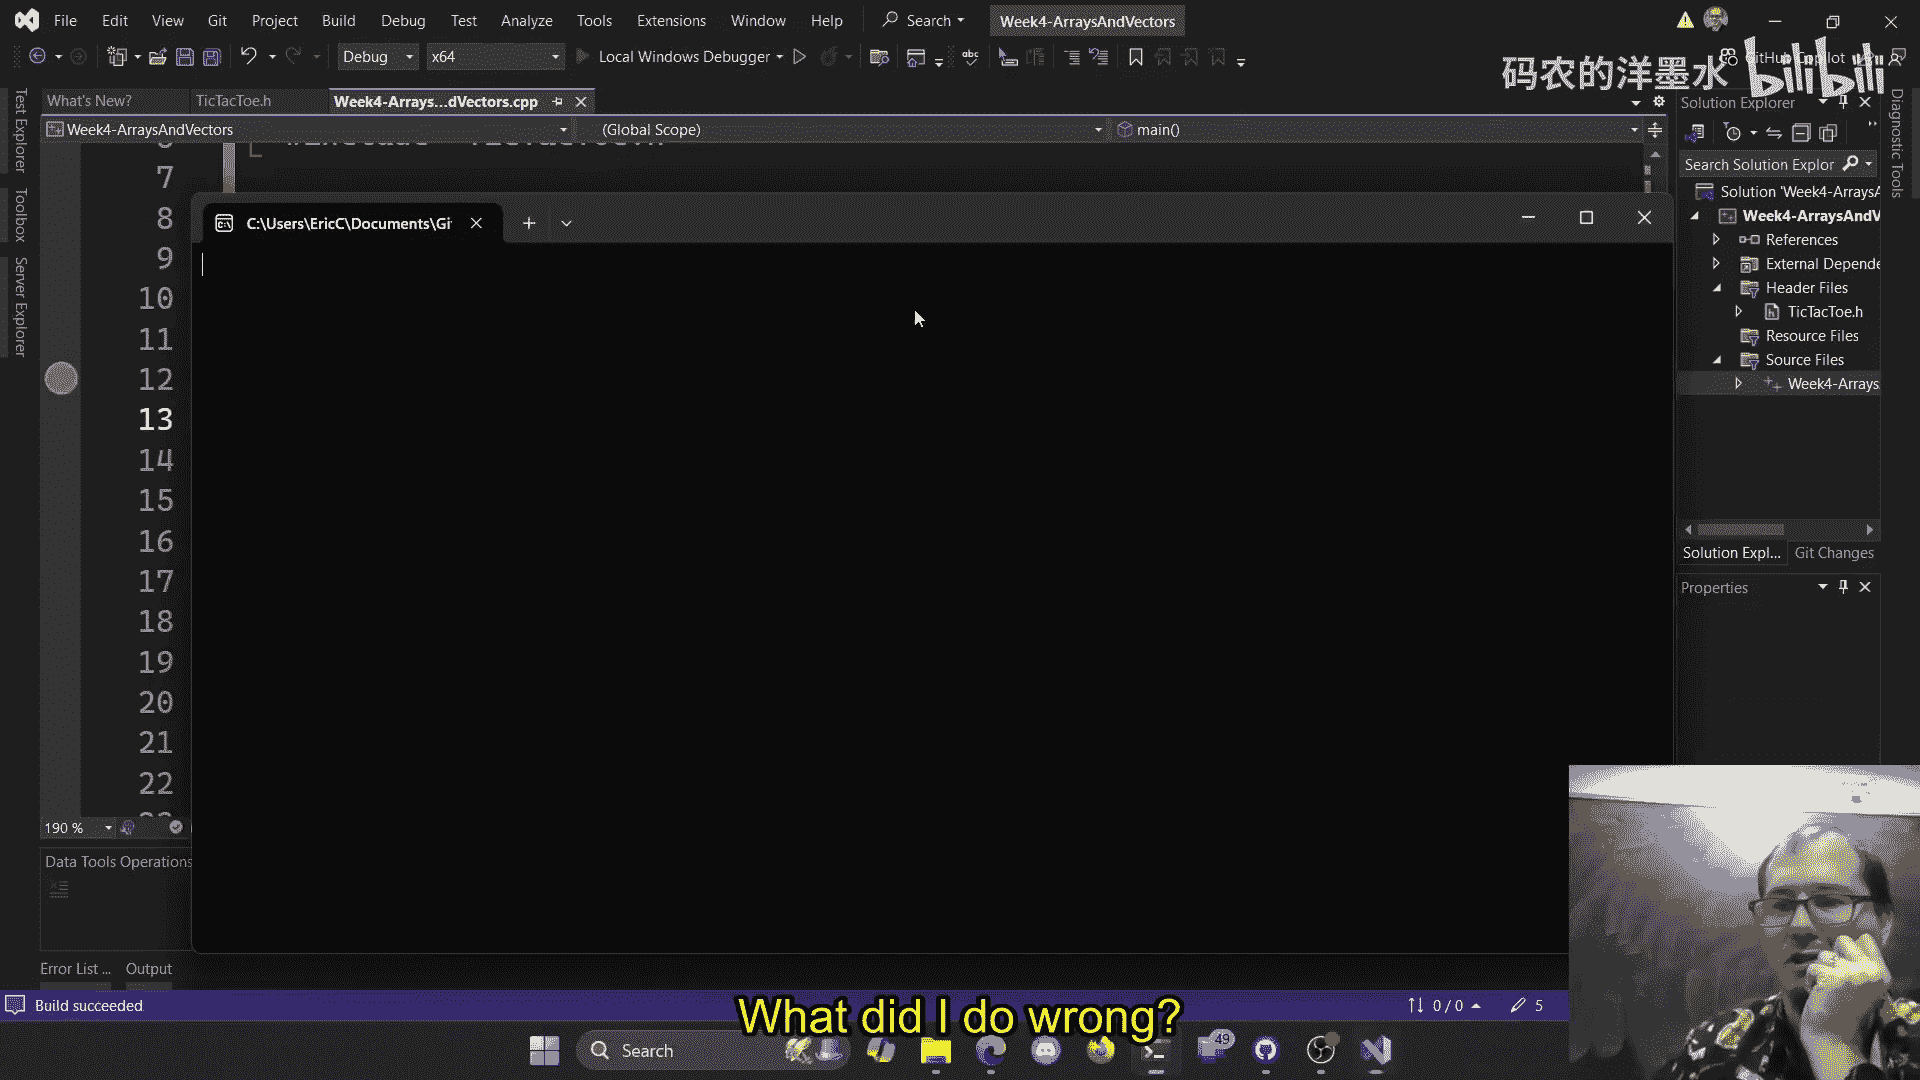 File Edit View Git Project Build Debug Test Analyze Tools Extensions Window Help Search Week4-ArraysAndVectors
Debug x64 Local Windows Debugger
GitHub Copilot
码农的洋墨水 bilibili
What's New? TicTacToe.h Week4-Arrays...dVectors.cpp
Week4-ArraysAndVectors (Global Scope) main()
Test Explorer
Toolbox
Server Explorer
7
8
9
10
11
12
13
14
15
16
17
18
19
20
21
22
C:\Users\EricC\Documents\Gi
Solution Explorer
Search Solution Explor
Solution 'Week4-ArraysA
Week4-ArraysAndV
References
External Depende
Header Files
TicTacToe.h
Resource Files
Source Files
Week4-Arrays
Solution Expl... Git Changes
Properties
Diagnostic Tools
190 %
Data Tools Operations
Error List ... Output
Build succeeded
0 / 0 5
What did I do wrong?
Search
49